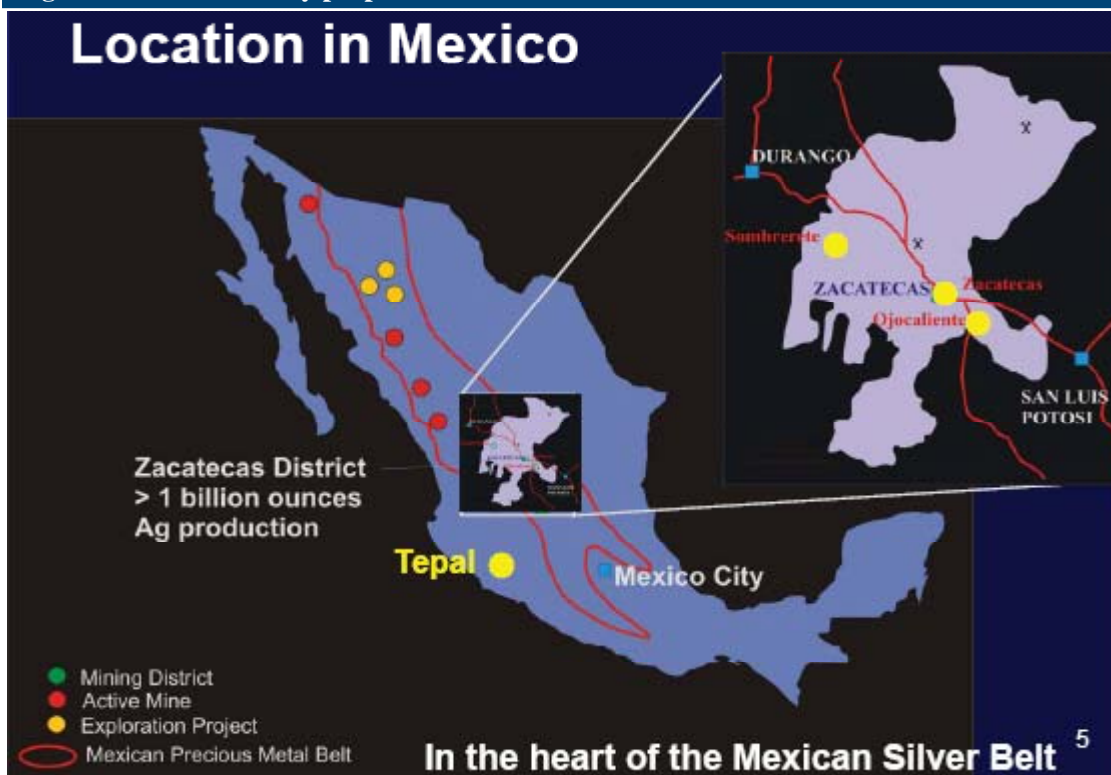 Location in Mexico
DURANGO
Sombrerete
ZACATECAS
Zacatecas
Ojocaliente
SAN LUIS
POTOSI
Zacatecas District
> 1 billion ounces
Ag production
Tepal
Mexico City
Mining District
Active Mine
Exploration Project
Mexican Precious Metal Belt
In the heart of the Mexican Silver Belt
5